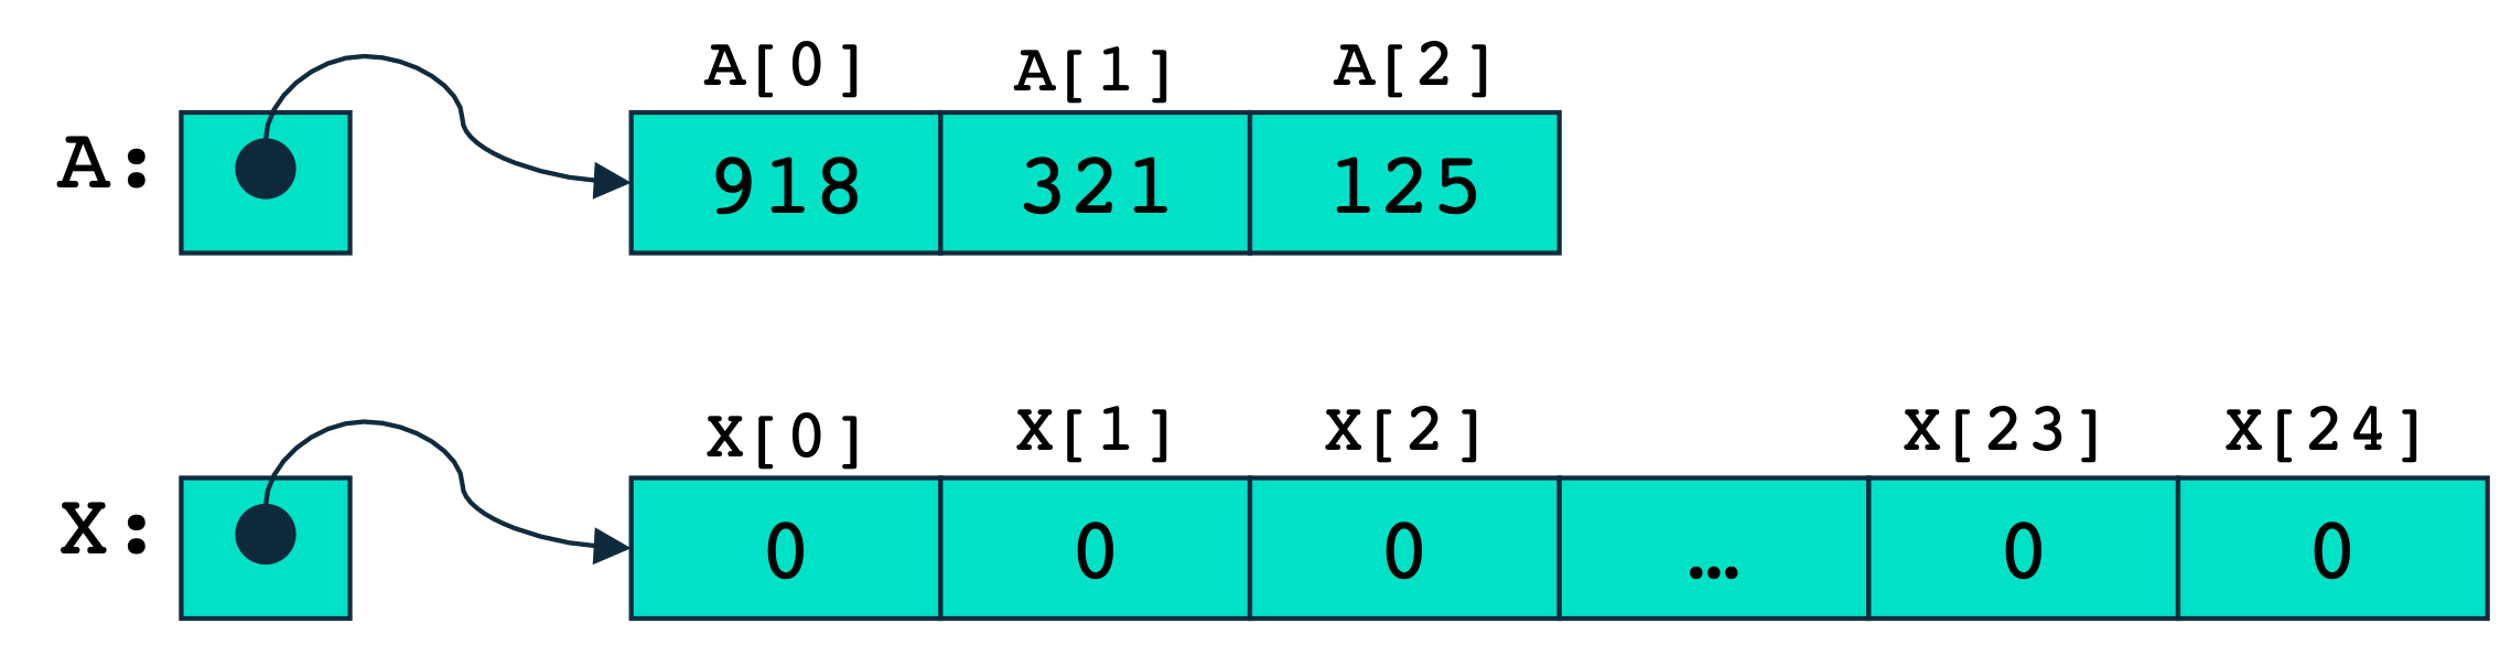 A[0] A[1] A[2]
A: 918 321 125
X[0] X[1] X[2] X[23] X[24]
X: 0 0 0 … 0 0